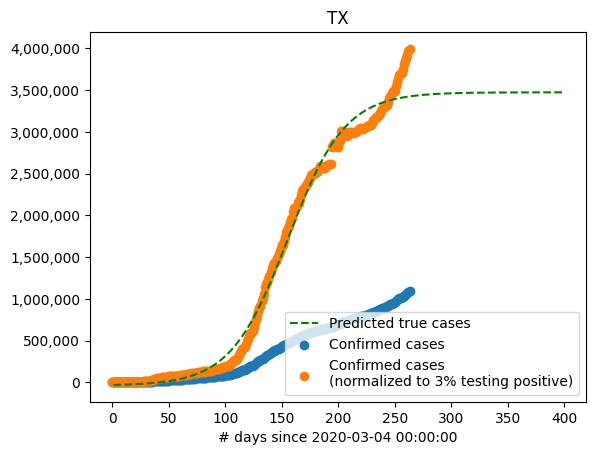 TX
4,000,000
3,500,000
3,000,000
2,500,000
2,000,000
1,500,000
1,000,000
500,000
0
Predicted true cases
Confirmed cases
Confirmed cases
(normalized to 3% testing positive)
0 50 100 150 200 250 300 350 400
# days since 2020-03-04 00:00:00